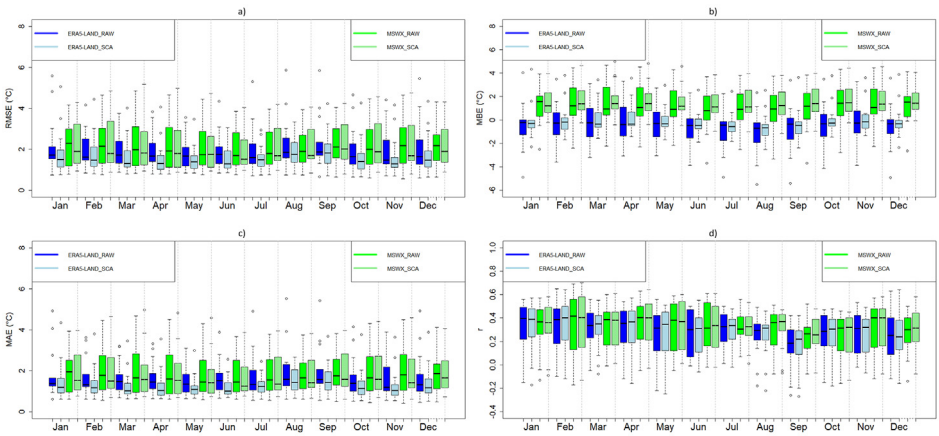 a)
8
6
4
2
0
RMSE (°C)
ERA5-LAND_RAW
ERA5-LAND_SCA
MSWX_RAW
MSWX_SCA
Jan Feb Mar Apr May Jun Jul Aug Sep Oct Nov Dec
b)
8
6
4
2
0
-2
-4
-6
MBE (°C)
ERA5-LAND_RAW
ERA5-LAND_SCA
MSWX_RAW
MSWX_SCA
Jan Feb Mar Apr May Jun Jul Aug Sep Oct Nov Dec
c)
8
6
4
2
0
MAE (°C)
ERA5-LAND_RAW
ERA5-LAND_SCA
MSWX_RAW
MSWX_SCA
Jan Feb Mar Apr May Jun Jul Aug Sep Oct Nov Dec
d)
1.0
0.8
0.6
0.4
0.2
0.0
-0.4
r
ERA5-LAND_RAW
ERA5-LAND_SCA
MSWX_RAW
MSWX_SCA
Jan Feb Mar Apr May Jun Jul Aug Sep Oct Nov Dec